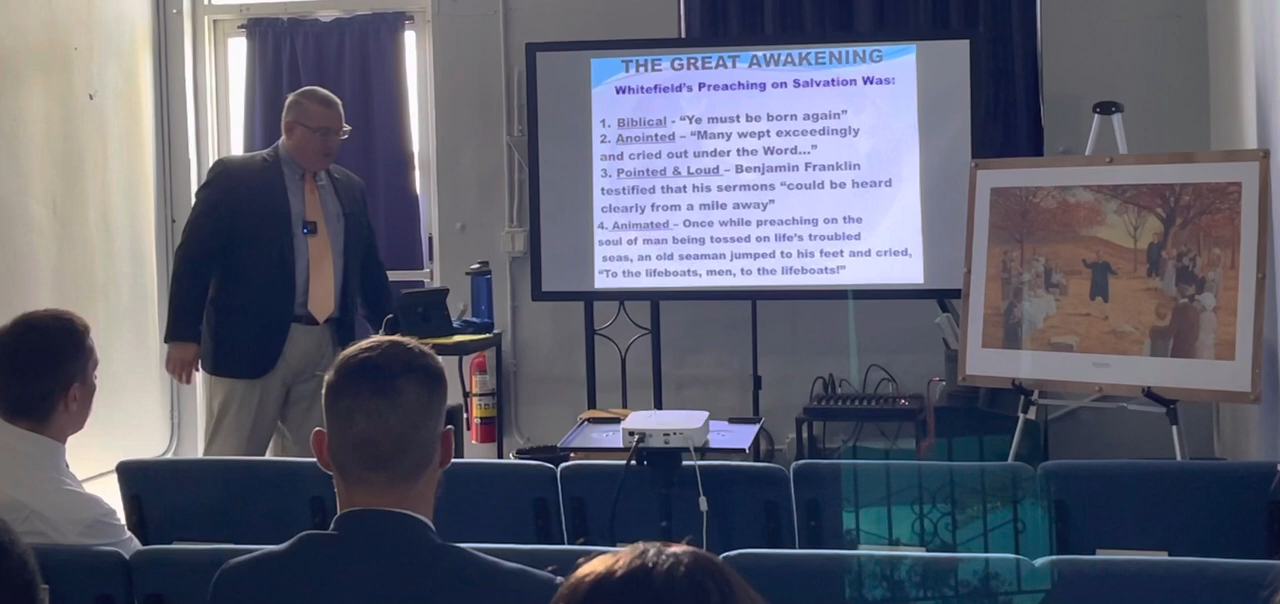 THE GREAT AWAKENING
Whitefield's Preaching on Salvation Was:
1. Biblical - “Ye must be born again”
2. Anointed – “Many wept exceedingly
and cried out under the Word...”
3. Pointed & Loud – Benjamin Franklin
testified that his sermons “could be heard
clearly from a mile away”
4. Animated – Once while preaching on the
soul of man being tossed on life's troubled
seas, an old seaman jumped to his feet and cried,
“To the lifeboats, men, to the lifeboats!”